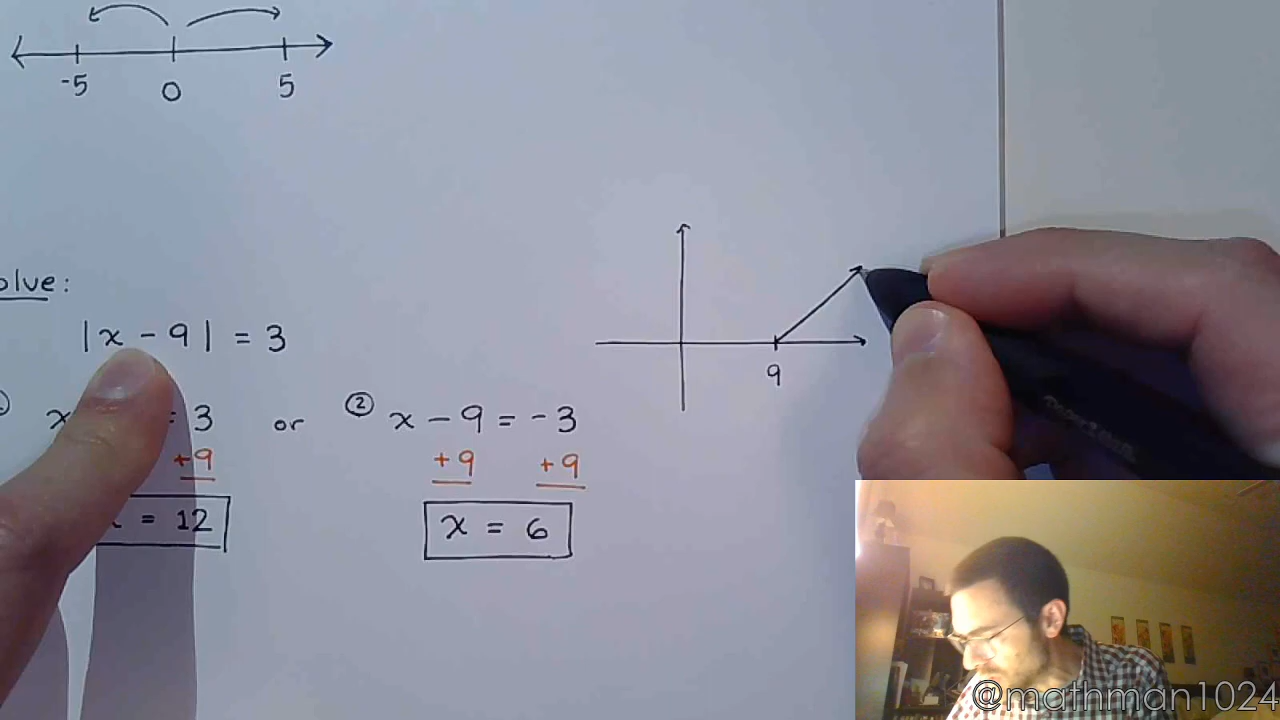 -5 0 5
olve:
|x - 9| = 3
9
x = 3 or ② x - 9 = -3
+9 +9 +9
= 12 x = 6
@mathman1024